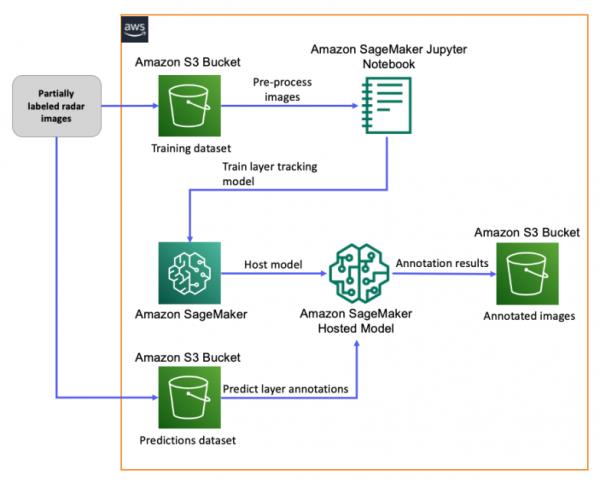 aws
Amazon S3 Bucket
Amazon SageMaker Jupyter
Notebook
Partially
labeled radar
images
Pre-process
images
Training dataset
Train layer tracking
model
Amazon S3 Bucket
Host model
Annotation results
Amazon SageMaker
Amazon SageMaker
Hosted Model
Annotated images
Amazon S3 Bucket
Predict layer annotations
Predictions dataset